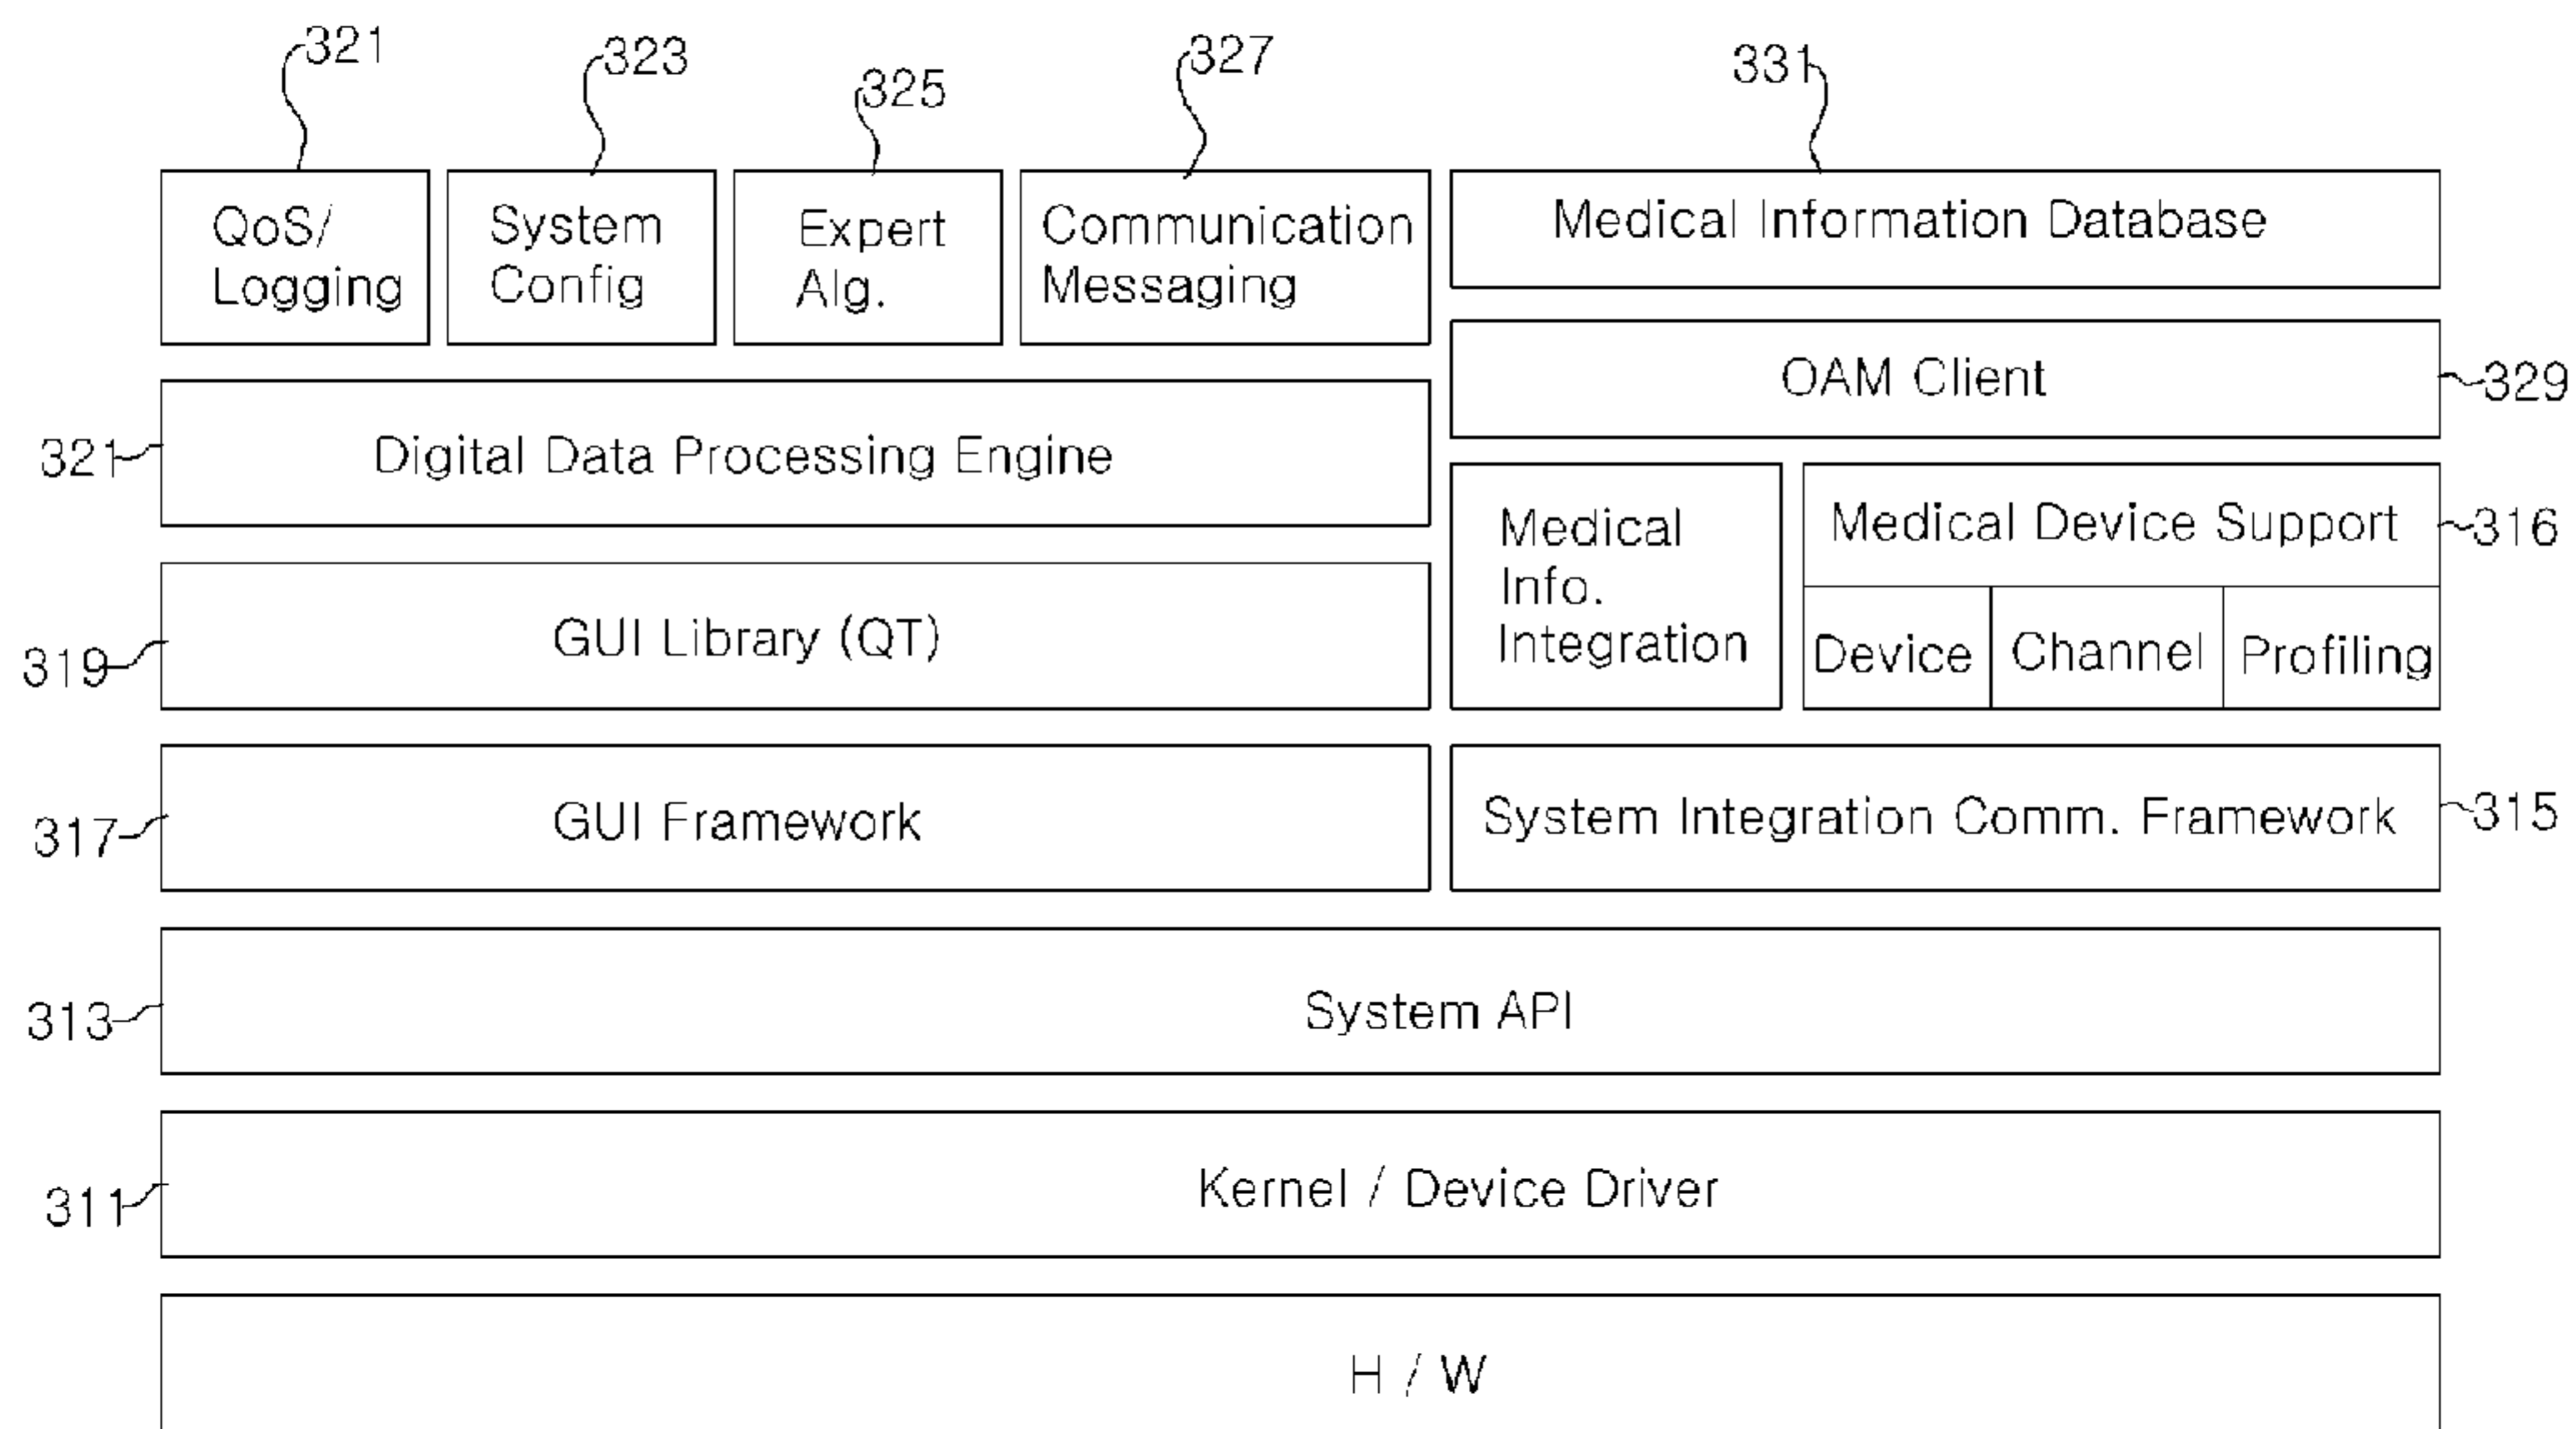 321
323
325
327
331
QoS/
Logging
System
Config
Expert
Alg.
Communication
Messaging
Medical Information Database
OAM Client
329
321
Digital Data Processing Engine
Medical
Info.
Integration
Medical Device Support
316
Device
Channel
Profiling
319
GUI Library (QT)
317
GUI Framework
System Integration Comm. Framework
315
313
System API
311
Kernel / Device Driver
H / W